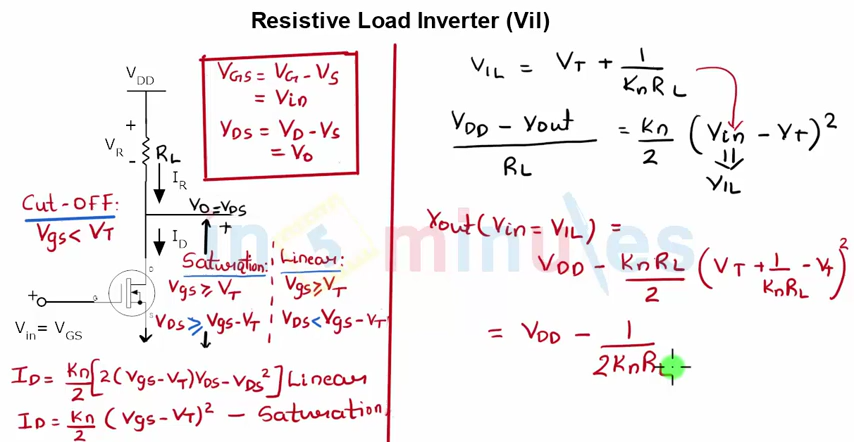 Resistive Load Inverter (Vil)
VDD
+
VR
-
RL
IR
VGS = VG - VS
= Vin
VDS = VD - VS
= VO
Cut-OFF:
Vgs < VT
VO = VDS
+
ID
Saturation:
Vgs ≥ VT
VDS ≥ Vgs - VT
Linear:
Vgs ≥ VT
VDS < Vgs - VT
+
G
Vin = VGS
ID = Kn/2 [2(Vgs - VT)VDS - VDS²] Linear
ID = Kn/2 (Vgs - VT)² - Saturation
VIL = VT + 1/KnRL
VDD - Vout/RL = Kn/2 (Vin - VT)²
VIL
Vout (Vin = VIL) =
VDD - KnRL/2 (VT + 1/KnRL - VT)²
= VDD - 1/2KnRL
in 5 minutes